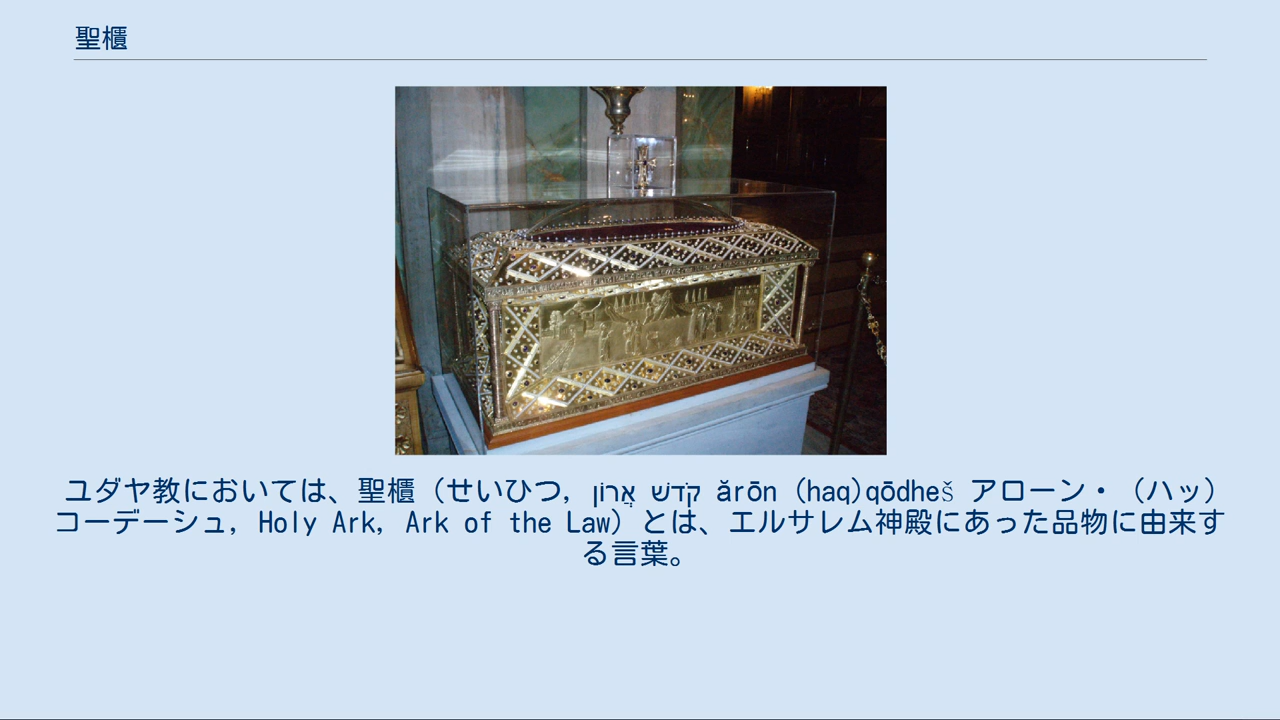 聖櫃
ユダヤ教においては、聖櫃（せいひつ, אֲרוֹן קֹדֶשׁ ărōn (haq)qōdheš アローン・（ハッ）
コーデーシュ, Holy Ark, Ark of the Law）とは、エルサレム神殿にあった品物に由来す
る言葉。